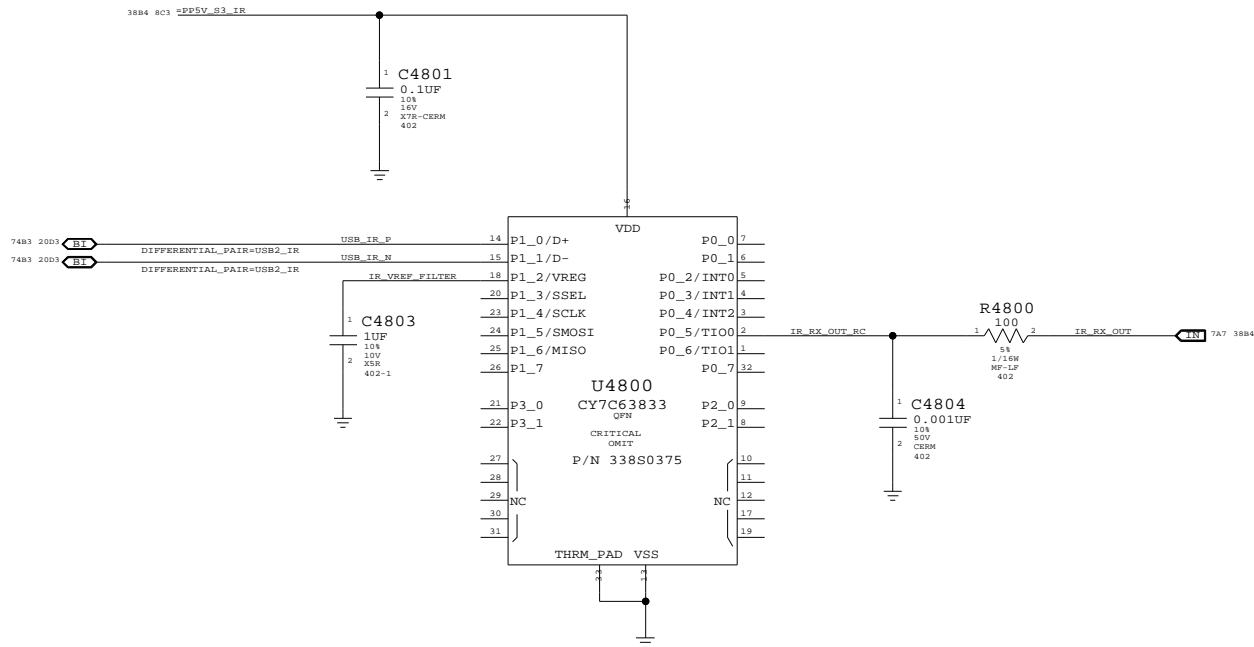 38B4 8C3 =PP5V_S3_IR
1 C4801
0.1UF
10%
16V
2 X7R-CERM
402
16
VDD
74B3 20D3 BI USB_IR_P 14 P1_0/D+ P0_0 7
DIFFERENTIAL_PAIR=USB2_IR
74B3 20D3 BI USB_IR_N 15 P1_1/D- P0_1 6
DIFFERENTIAL_PAIR=USB2_IR
IR_VREF_FILTER 18 P1_2/VREG P0_2/INT0 5
20 P1_3/SSEL P0_3/INT1 4
23 P1_4/SCLK P0_4/INT2 3
24 P1_5/SMOSI P0_5/TIO0 2 IR_RX_OUT_RC
25 P1_6/MISO P0_6/TIO1 1
26 P1_7 P0_7 32
1 C4803
1UF
10%
10V
2 X5R
402-1
R4800
100
1 2 IR_RX_OUT IN 7A7 38B4
5%
1/16W
MF-LF
402
U4800
CY7C63833
QFN
21 P3_0 P2_0 9
22 P3_1 P2_1 8
CRITICAL
OMIT
P/N 338S0375
1 C4804
0.001UF
10%
50V
2 CERM
402
27 10
28 11
29 NC NC 12
30 17
31 19
THRM_PAD VSS
33 13